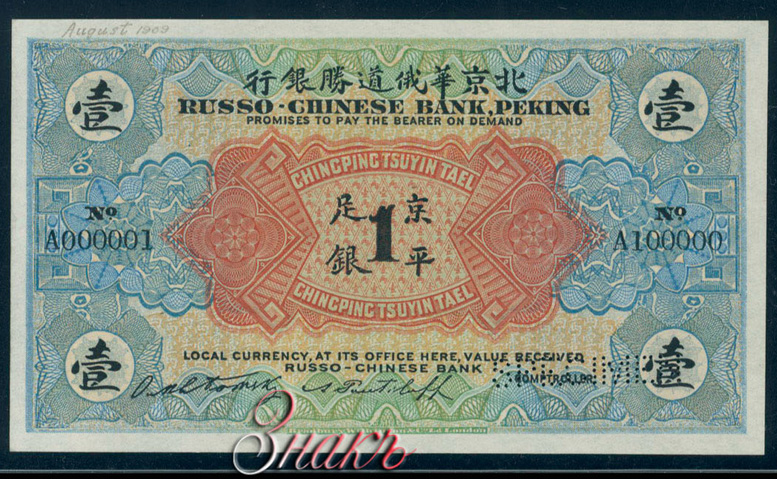 August 1909
行銀勝道俄華京北
RUSSO-CHINESE BANK, PEKING
PROMISES TO PAY THE BEARER ON DEMAND
壹 壹
CHINGPING TSUYIN TAEL
足 京
1
銀 平
No No
A000001 A100000
CHINGPING TSUYIN TAEL
壹 壹
LOCAL CURRENCY, AT ITS OFFICE HERE, VALUE RECEIVED
RUSSO-CHINESE BANK
COMPTROLLER
SPECIMEN
Знакъ